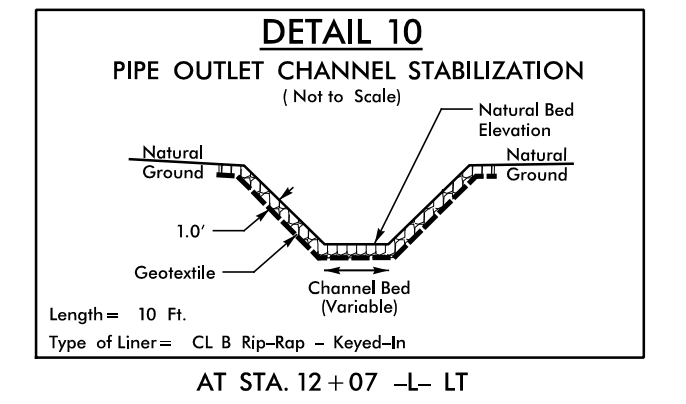 DETAIL 10
PIPE OUTLET CHANNEL STABILIZATION
( Not to Scale)
Natural Bed
Elevation
Natural
Ground
Natural
Ground
1.0'
Geotextile
Channel Bed
(Variable)
Length = 10 Ft.
Type of Liner = CL B Rip-Rap - Keyed-In
AT STA. 12+07 -L- LT